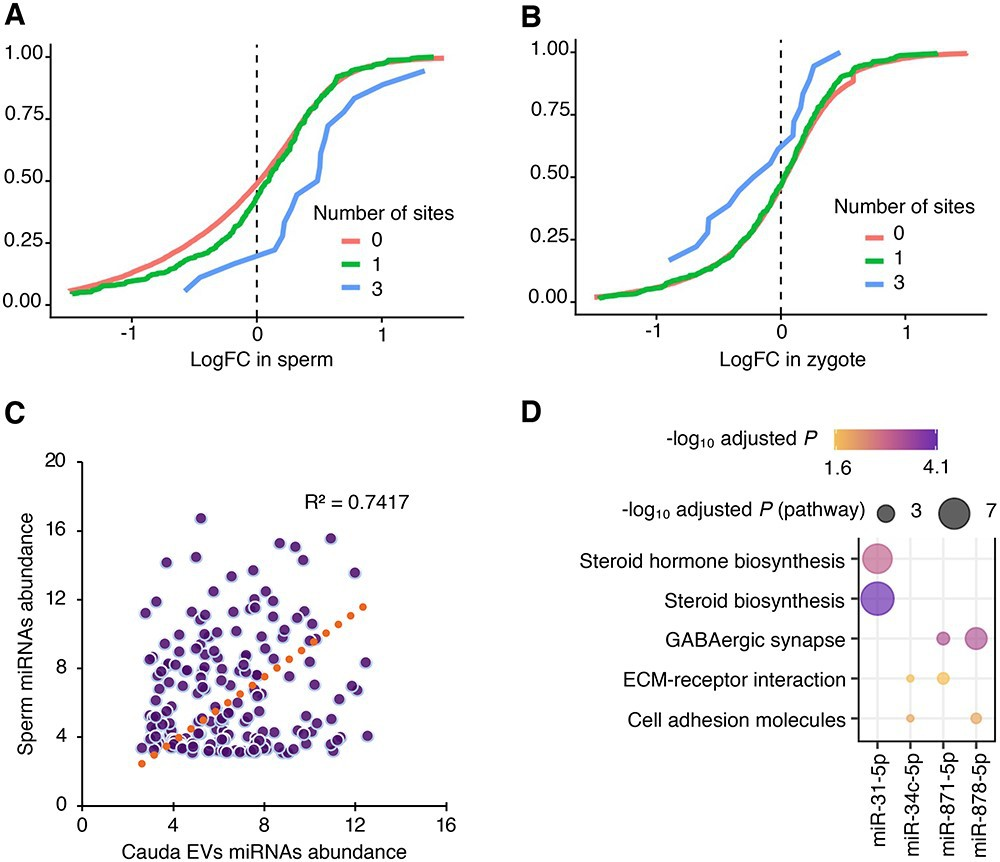 A
1.00
0.75
0.50
0.25
0.00
-1 0 1
LogFC in sperm
Number of sites
0
1
3
B
1.00
0.75
0.50
0.25
0.00
-1 0 1
LogFC in zygote
Number of sites
0
1
3
C
20
16
12
8
4
0
0 4 8 12 16
Sperm miRNAs abundance
Cauda EVs miRNAs abundance
R² = 0.7417
D
-log₁₀ adjusted P
1.6 4.1
-log₁₀ adjusted P (pathway) 3 7
Steroid hormone biosynthesis
Steroid biosynthesis
GABAergic synapse
ECM-receptor interaction
Cell adhesion molecules
miR-31-5p
miR-34c-5p
miR-871-5p
miR-878-5p